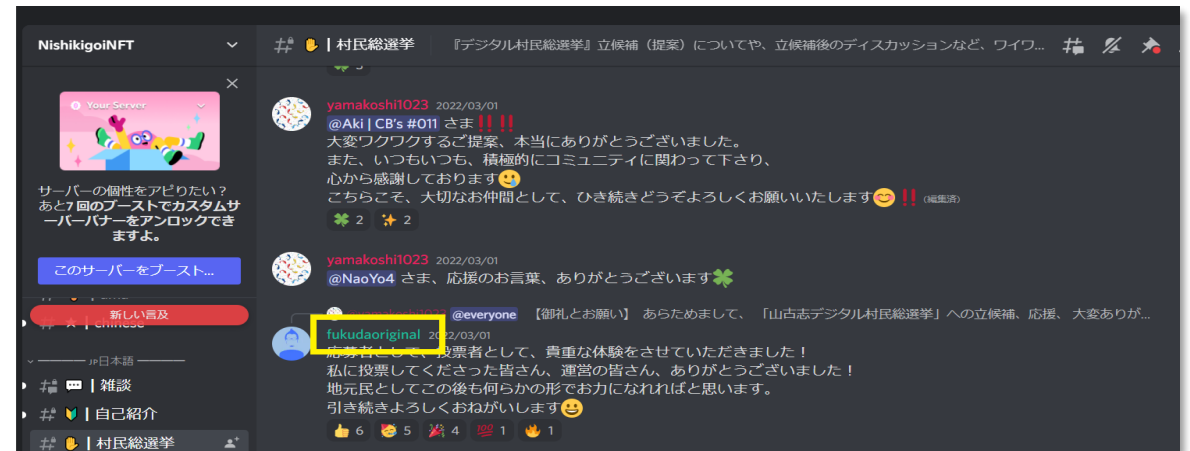 NishikigoiNFT
村民総選挙
『デジタル村民総選挙』立候補（提案）についてや、立候補後のディスカッションなど、ワイワ...
Your Server
サーバーの個性をアピりたい？
あと7回のブーストでカスタムサ
ーバーバナーをアンロックでき
ますよ。
このサーバーをブースト...
新しい言及
chinese
JP日本語
雑談
自己紹介
村民総選挙
yamakoshi1023 2022/03/01
@Aki | CB's #011 さま‼️‼️
大変ワクワクするご提案、本当にありがとうございました。
また、いつもいつも、積極的にコミュニティに関わって下さり、
心から感謝しております
こちらこそ、大切なお仲間として、ひき続きどうぞよろしくお願いいたします😊‼️ (編集済)
🍀 2 ✨ 2
yamakoshi1023 2022/03/01
@NaoYo4 さま、応援のお言葉、ありがとうございます🍀
@everyone 【御礼とお願い】 あらためまして、「山古志デジタル村民総選挙」への立候補、応援、大変ありが...
fukudaoriginal 2022/03/01
応募者として、投票者として、貴重な体験をさせていただきました！
私に投票してくださった皆さん、運営の皆さん、ありがとうございました！
地元民としてこの後も何らかの形でお力になれればと思います。
引き続きよろしくおねがいします😃
👍 6 🥳 5 🎉 4 💯 1 🔥 1